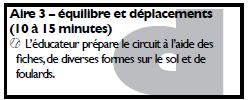 Aire 3 – équilibre et déplacements
(10 à 15 minutes)
L'éducateur prépare le circuit à l'aide des
fiches, de diverses formes sur le sol et de
foulards.